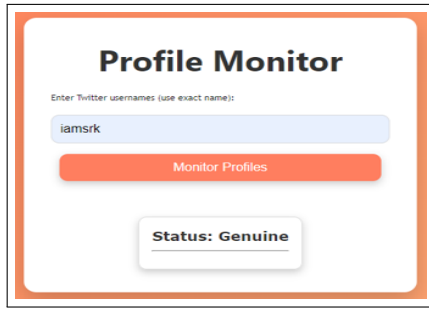 Profile Monitor
Enter Twitter usernames (use exact name):
iamsrk
Monitor Profiles
Status: Genuine